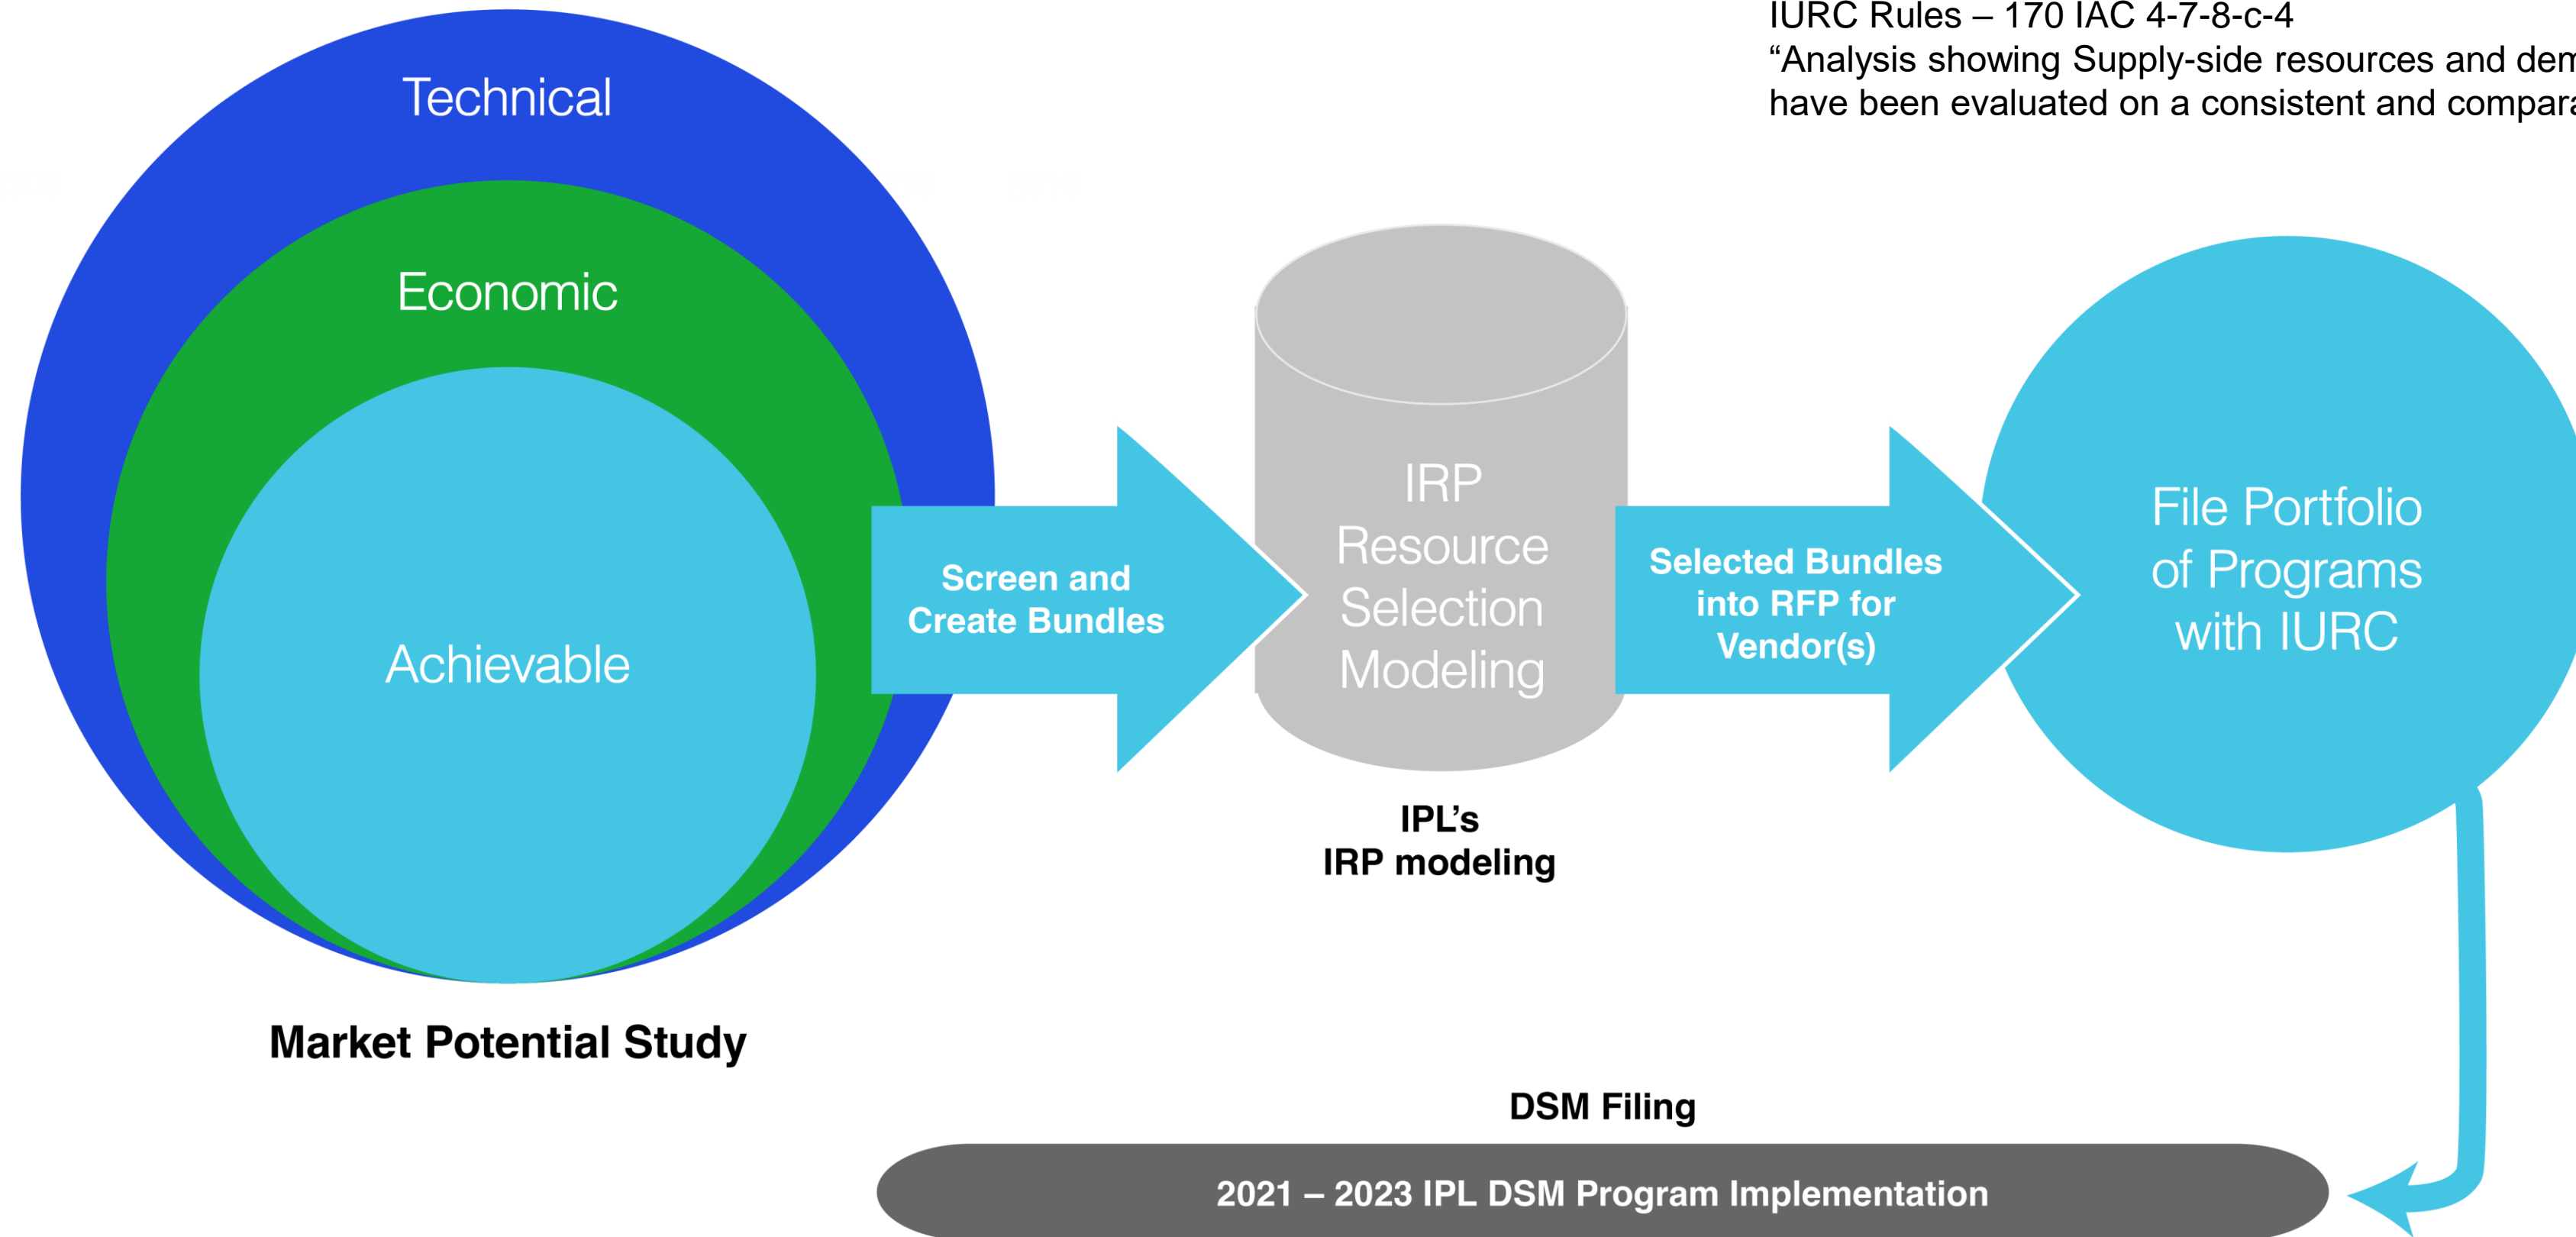 IURC Rules – 170 IAC 4-7-8-c-4
“Analysis showing Supply-side resources and
have been evaluated on a consistent and
Technical
Economic
Achievable
Market Potential Study
Screen and
Create Bundles
IRP
Resource
Selection
Modeling
IPL’s
IRP modeling
Selected Bundles
into RFP for
Vendor(s)
File Portfolio
of Programs
with IURC
DSM Filing
2021 – 2023 IPL DSM Program Implementation